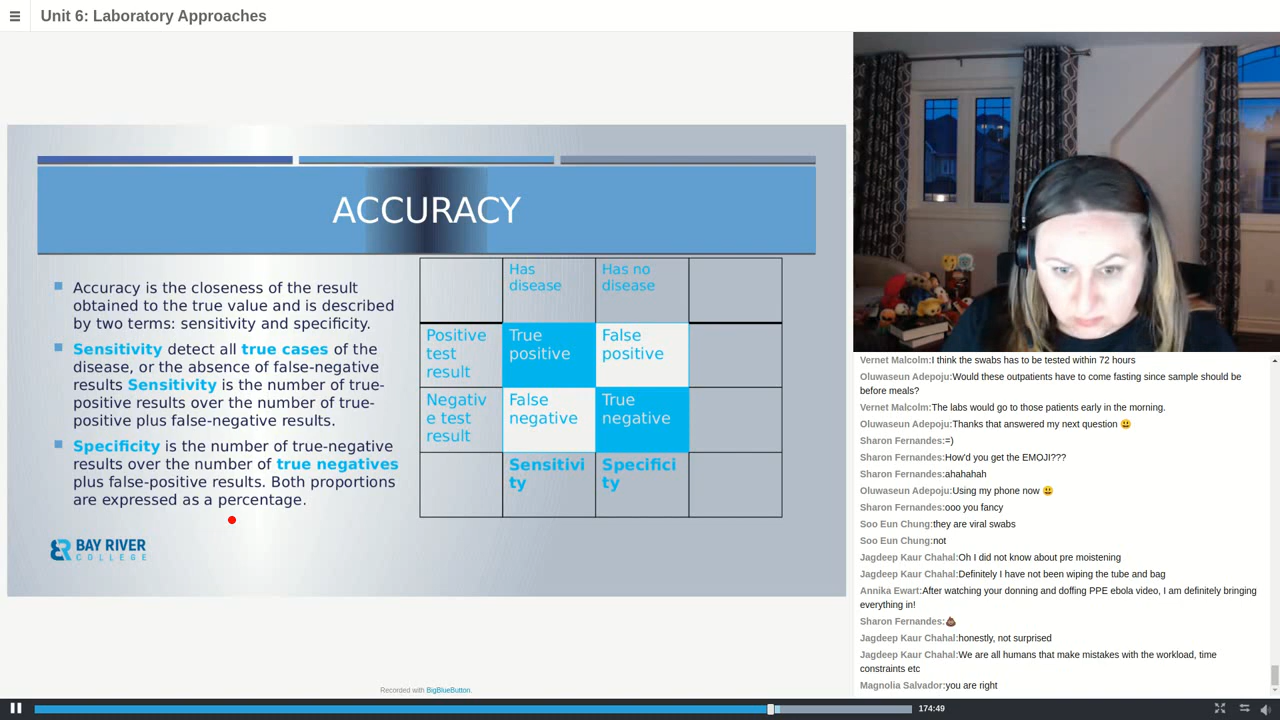 Unit 6: Laboratory Approaches
ACCURACY
Accuracy is the closeness of the result
obtained to the true value and is described
by two terms: sensitivity and specificity.
Sensitivity detect all true cases of the
disease, or the absence of false-negative
results Sensitivity is the number of true-
positive results over the number of true-
positive plus false-negative results.
Specificity is the number of true-negative
results over the number of true negatives
plus false-positive results. Both proportions
are expressed as a percentage.
BAY RIVER
COLLEGE
Has
disease
Has no
disease
Positive
test
result
True
positive
False
positive
Negativ
e test
result
False
negative
True
negative
Sensitivi
ty
Specifici
ty
Recorded with BigBlueButton.
Vernet Malcolm:I think the swabs has to be tested within 72 hours
Oluwaseun Adepoju:Would these outpatients have to come fasting since sample should be
before meals?
Vernet Malcolm:The labs would go to those patients early in the morning.
Oluwaseun Adepoju:Thanks that answered my next question 😃
Sharon Fernandes:=)
Sharon Fernandes:How'd you get the EMOJI???
Sharon Fernandes:ahahahah
Oluwaseun Adepoju:Using my phone now 😃
Sharon Fernandes:ooo you fancy
Soo Eun Chung:they are viral swabs
Soo Eun Chung:not
Jagdeep Kaur Chahal:Oh I did not know about pre moistening
Jagdeep Kaur Chahal:Definitely I have not been wiping the tube and bag
Annika Ewart:After watching your donning and doffing PPE ebola video, I am definitely bringing
everything in!
Sharon Fernandes:💩
Jagdeep Kaur Chahal:honestly, not surprised
Jagdeep Kaur Chahal:We are all humans that make mistakes with the workload, time
constraints etc
Magnolia Salvador:you are right
174:49